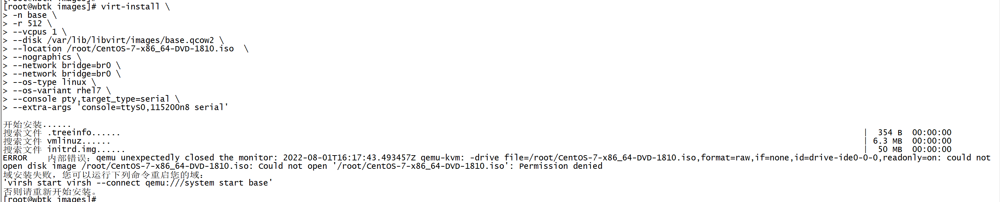 [root@wbtk images]#
[root@wbtk images]# virt-install \
> -n base \
> -r 512 \
> --vcpus 1 \
> --disk /var/lib/libvirt/images/base.qcow2 \
> --location /root/CentOS-7-x86_64-DVD-1810.iso  \
> --nographics \
> --network bridge=br0 \
> --network bridge=br0 \
> --os-type linux \
> --os-variant rhel7 \
> --console pty,target_type=serial \
> --extra-args 'console=ttyS0,115200n8 serial'
开始安装......
搜索文件 .treeinfo...... | 354 B 00:00:00
搜索文件 vmlinuz...... | 6.3 MB 00:00:00
搜索文件 initrd.img...... | 50 MB 00:00:00
ERROR    内部错误：qemu unexpectedly closed the monitor: 2022-08-01T16:17:43.493457Z qemu-kvm: -drive file=/root/CentOS-7-x86_64-DVD-1810.iso,format=raw,if=none,id=drive-ide0-0-0,readonly=on: could not
open disk image /root/CentOS-7-x86_64-DVD-1810.iso: Could not open '/root/CentOS-7-x86_64-DVD-1810.iso': Permission denied
域安装失败，您可以运行下列命令重启您的域：
'virsh start virsh --connect qemu:///system start base'
否则请重新开始安装。
[root@wbtk images]#